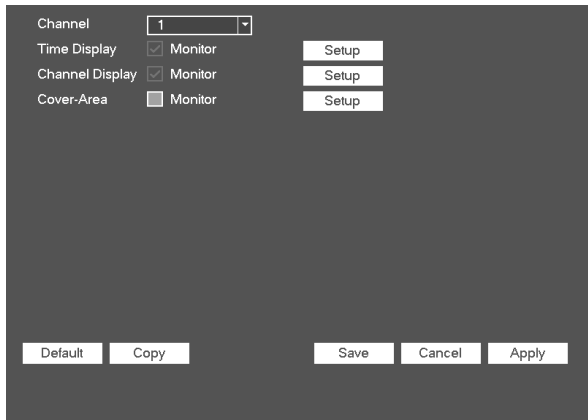 Channel 1
Time Display Monitor Setup
Channel Display Monitor Setup
Cover-Area Monitor Setup
Default Copy Save Cancel Apply